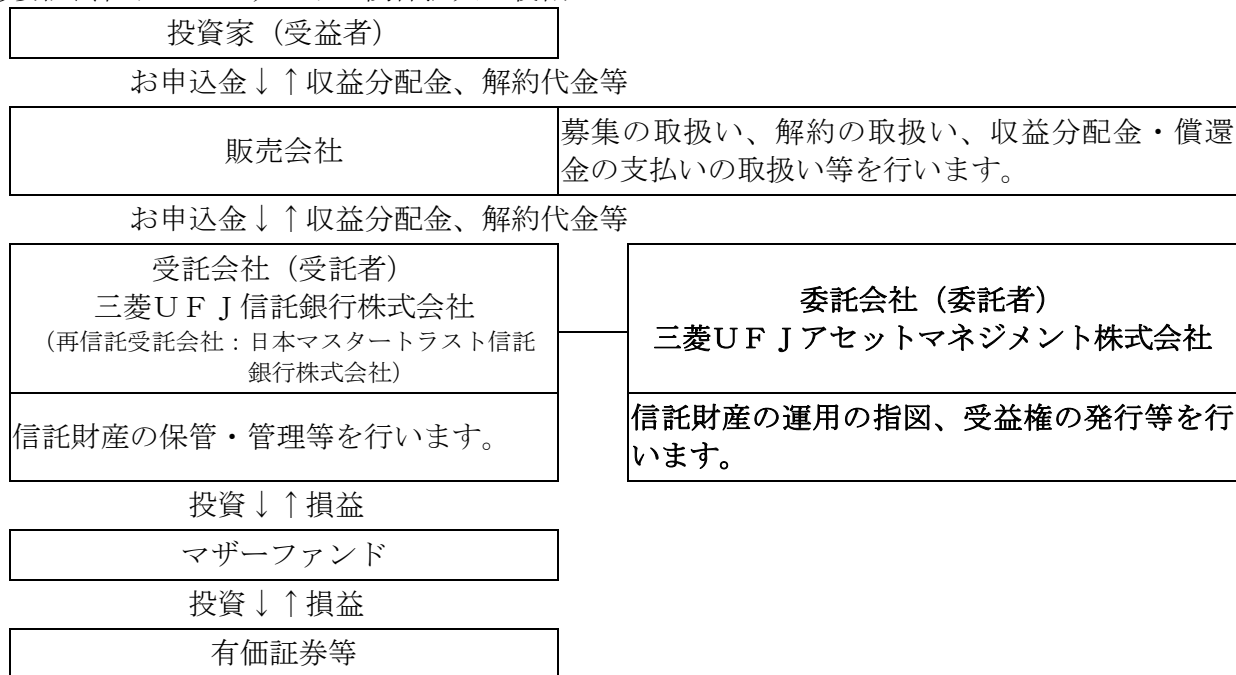 投資家（受益者）
お申込金↓↑収益分配金、解約代金等
販売会社
募集の取扱い、解約の取扱い、収益分配金・償還
金の支払いの取扱い等を行います。
お申込金↓↑収益分配金、解約代金等
受託会社（受託者）
三菱ＵＦＪ信託銀行株式会社
（再信託受託会社：日本マスタートラスト信託
銀行株式会社）
委託会社（委託者）
三菱ＵＦＪアセットマネジメント株式会社
信託財産の保管・管理等を行います。
信託財産の運用の指図、受益権の発行等を行
います。
投資↓↑損益
マザーファンド
投資↓↑損益
有価証券等